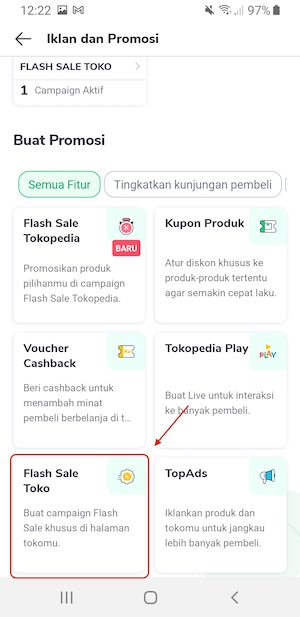 12:22 97%
Iklan dan Promosi
FLASH SALE TOKO
1 Campaign Aktif
Buat Promosi
Semua Fitur
Tingkatkan kunjungan pembeli
Flash Sale
Tokopedia
BARU
Promosikan produk
pilihanmu di campaign
Flash Sale Tokopedia.
Kupon Produk
Atur diskon khusus ke
produk-produk tertentu
agar semakin cepat laku.
Voucher
Cashback
Beri cashback untuk
menambah minat
pembeli berbelanja di t...
Tokopedia Play
PLAY
Buat Live untuk interaksi
ke banyak pembeli.
Flash Sale
Toko
Buat campaign Flash
Sale khusus di halaman
tokomu.
TopAds
Iklankan produk dan
tokomu untuk jangkau
lebih banyak pembeli.